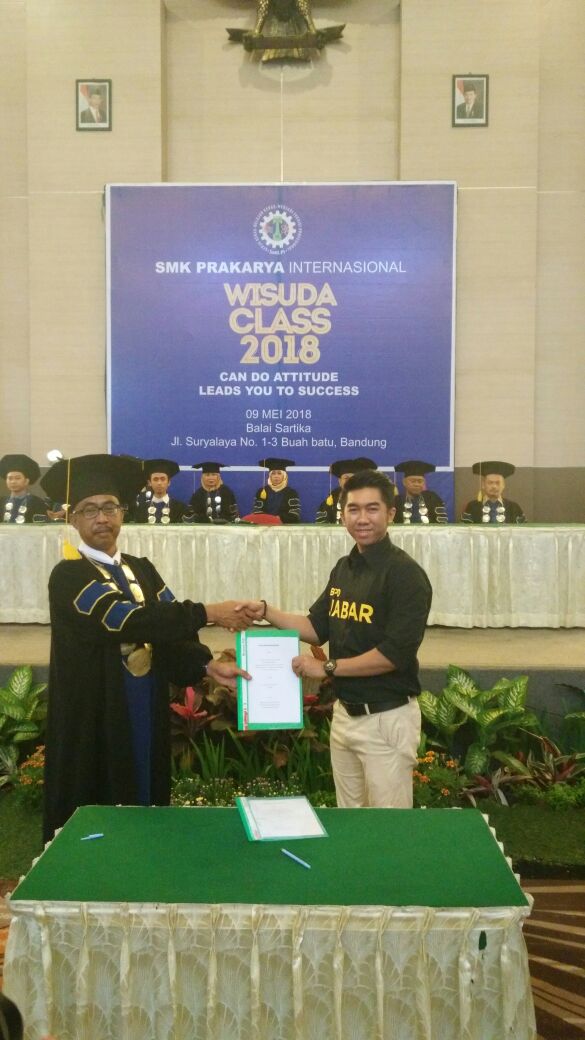 SMK PRAKARYA INTERNASIONAL
WISUDA
CLASS
2018
CAN DO ATTITUDE
LEADS YOU TO SUCCESS
09 MEI 2018
Balai Sartika
Jl. Suryalaya No. 1-3 Buah batu, Bandung
JABAR